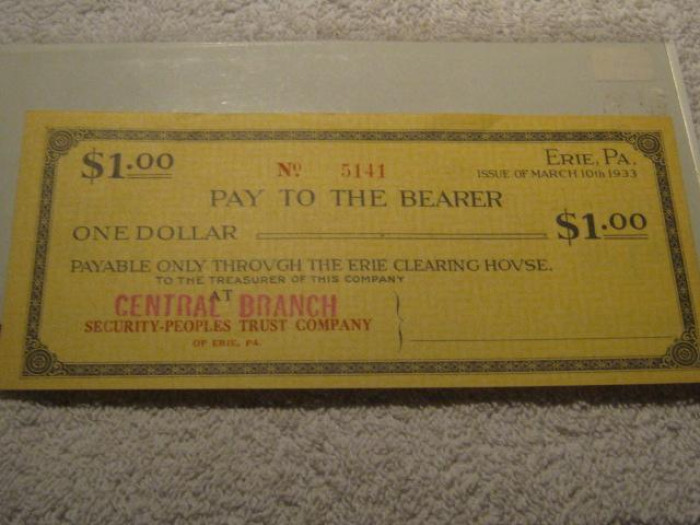 $1.00
No 5141
ERIE, PA.
ISSUE OF MARCH 10th 1933
PAY TO THE BEARER
ONE DOLLAR
$1.00
PAYABLE ONLY THROVGH THE ERIE CLEARING HOVSE.
TO THE TREASURER OF THIS COMPANY
AT
CENTRAL BRANCH
SECURITY-PEOPLES TRUST COMPANY
OF ERIE, PA.